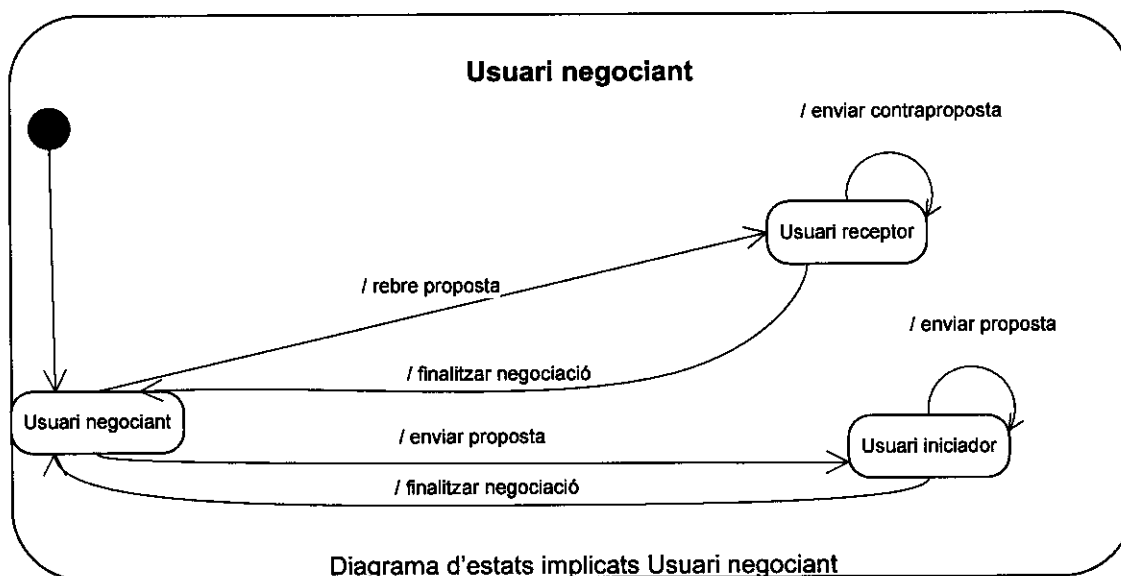 Usuari negociant
/ enviar contraproposta
Usuari receptor
/ rebre proposta
/ enviar proposta
/ finalitzar negociació
Usuari negociant
/ enviar proposta
Usuari iniciador
/ finalitzar negociació
Diagrama d'estats implicats Usuari negociant